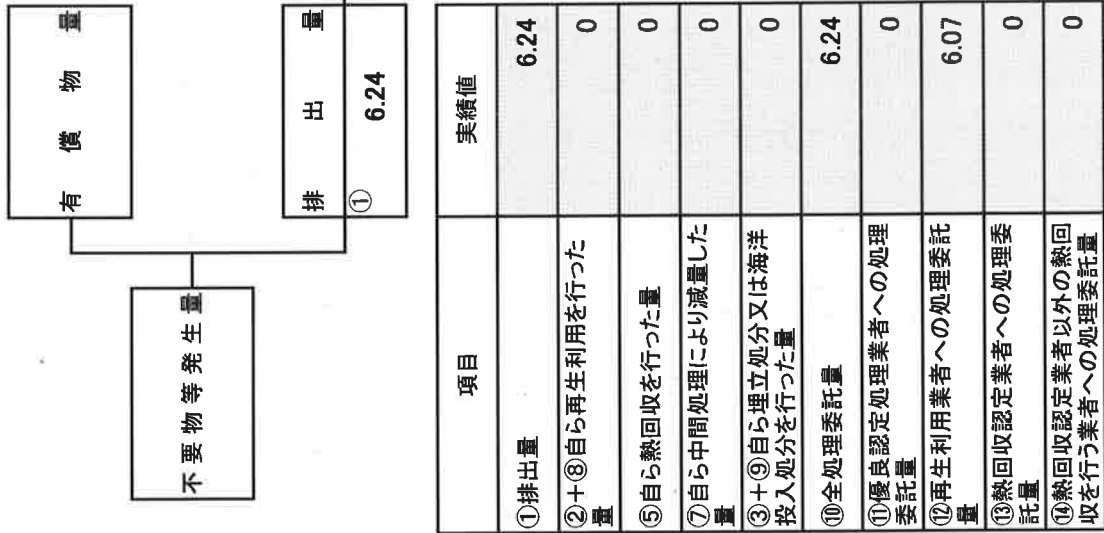 有償物量
不要物等発生量
排出量
①
6.24
項目
実績値
①排出量
6.24
②+⑧自ら再生利用を行った
量
0
⑤自ら熱回収を行った量
0
⑦自ら中間処理により減量した
量
0
③+⑨自ら埋立処分又は海洋
投入処分を行った量
0
⑩全処理委託量
6.24
⑪優良認定処理業者への処理
委託量
0
⑫再生利用業者への処理委託
量
6.07
⑬熱回収認定業者への処理委
託量
0
⑭熱回収認定業者以外の熱回
収を行う業者への処理委託量
0